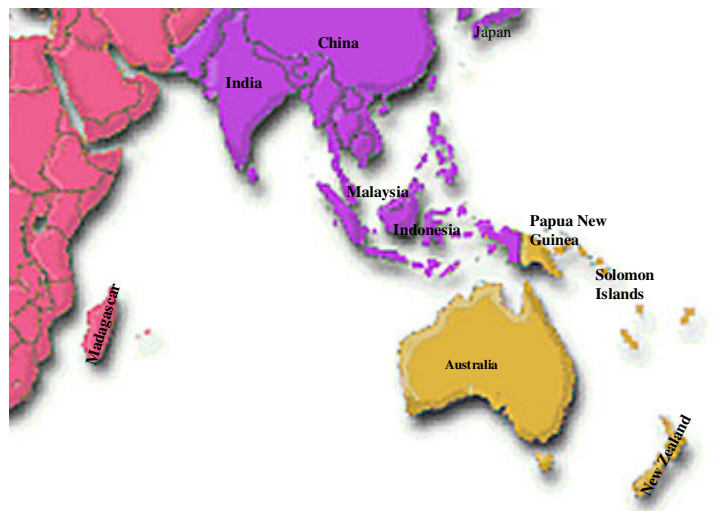 Japan
China
India
Malaysia
Indonesia
Papua New
Guinea
Solomon
Islands
Madagascar
Australia
New Zealand